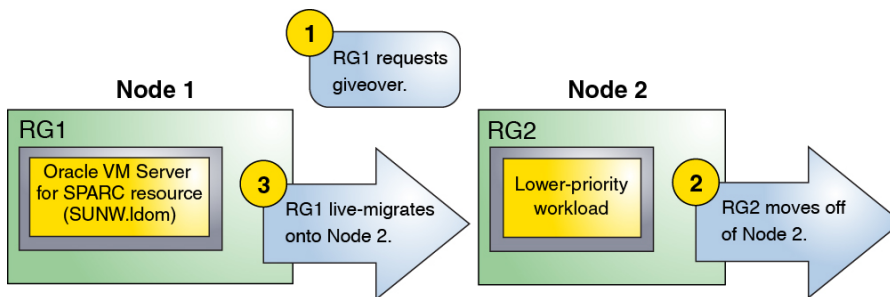 1
RG1 requests
giveover.
Node 1
Node 2
RG1
Oracle VM Server
for SPARC resource
(SUNW.ldom)
3
RG1 live-migrates
onto Node 2.
RG2
Lower-priority
workload
2
RG2 moves off
of Node 2.